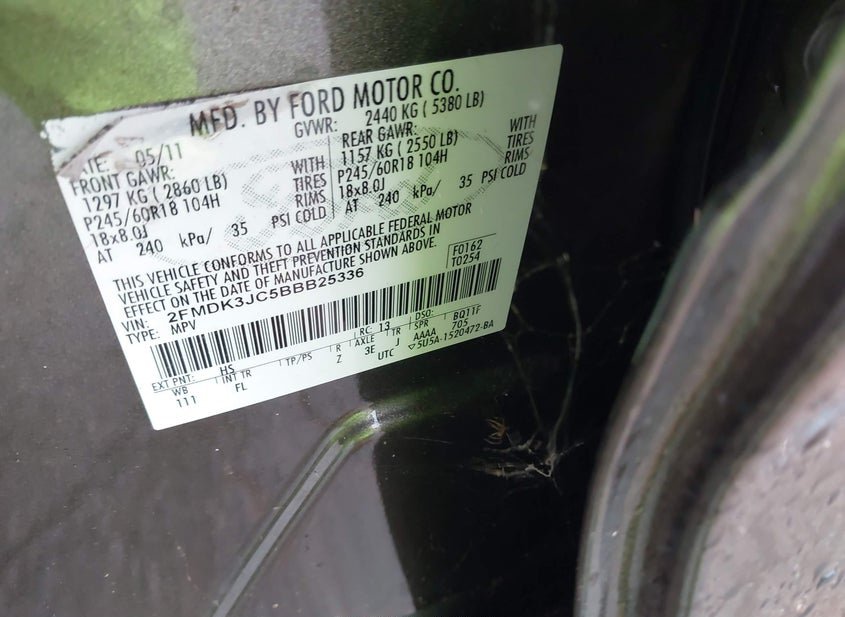 MFD. BY FORD MOTOR CO.
DATE: 05/11
GVWR: 2440 KG ( 5380 LB)
FRONT GAWR:
1297 KG ( 2860 LB) WITH
P245/60R18 104H TIRES
18x8.0J RIMS
AT 240 kPa/ 35 PSI COLD
REAR GAWR:
1157 KG ( 2550 LB) WITH
P245/60R18 104H TIRES
18x8.0J RIMS
AT 240 kPa/ 35 PSI COLD
THIS VEHICLE CONFORMS TO ALL APPLICABLE FEDERAL MOTOR
VEHICLE SAFETY AND THEFT PREVENTION STANDARDS IN
EFFECT ON THE DATE OF MANUFACTURE SHOWN ABOVE.
F0162
T0254
VIN: 2FMDK3JC5BBB25336
TYPE: MPV
EXT PNT: HS RC: 13 DSO: BQ11F
WB INT TR TP/PS R AXLE TR SPR 705
111 FL Z 3E J AAAA
UTC ▽5U5A-1520472-BA